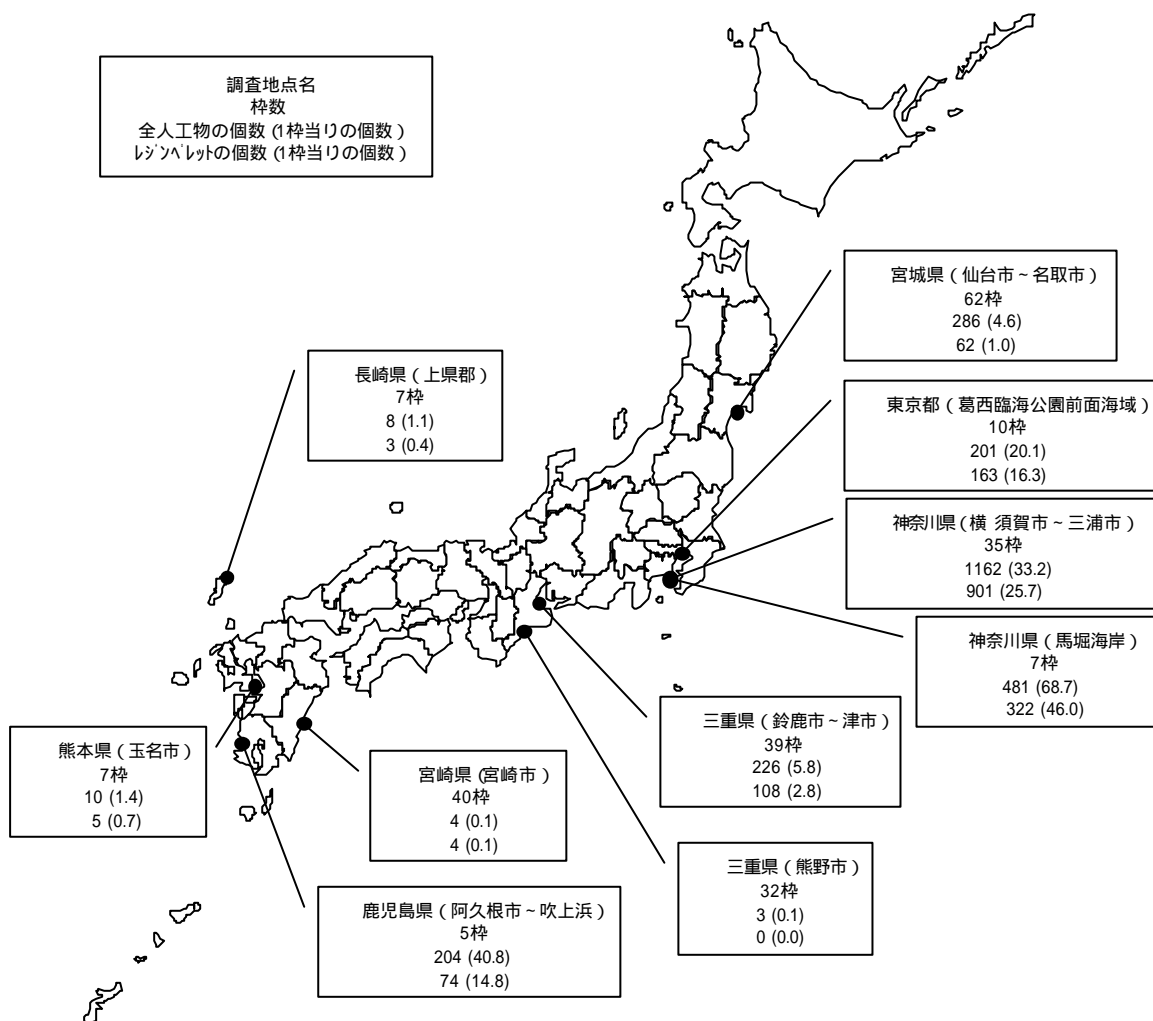 調査地点名
枠数
全人工物の個数 (1枠当りの個数)
ﾚｼﾞﾝﾍﾟﾚｯﾄの個数 (1枠当りの個数)
宮城県(仙台市~名取市)
62枠
286 (4.6)
62 (1.0)
長崎県(上県郡)
7枠
8 (1.1)
3 (0.4)
東京都(葛西臨海公園前面海域)
10枠
201 (20.1)
163 (16.3)
神奈川県(横 須賀市~三浦市)
35枠
1162 (33.2)
901 (25.7)
神奈川県(馬堀海岸)
7枠
481 (68.7)
322 (46.0)
三重県(鈴鹿市~津市)
39枠
226 (5.8)
108 (2.8)
熊本県(玉名市)
7枠
10 (1.4)
5 (0.7)
宮崎県(宮崎市)
40枠
4 (0.1)
4 (0.1)
三重県(熊野市)
32枠
3 (0.1)
0 (0.0)
鹿児島県(阿久根市~吹上浜)
5枠
204 (40.8)
74 (14.8)